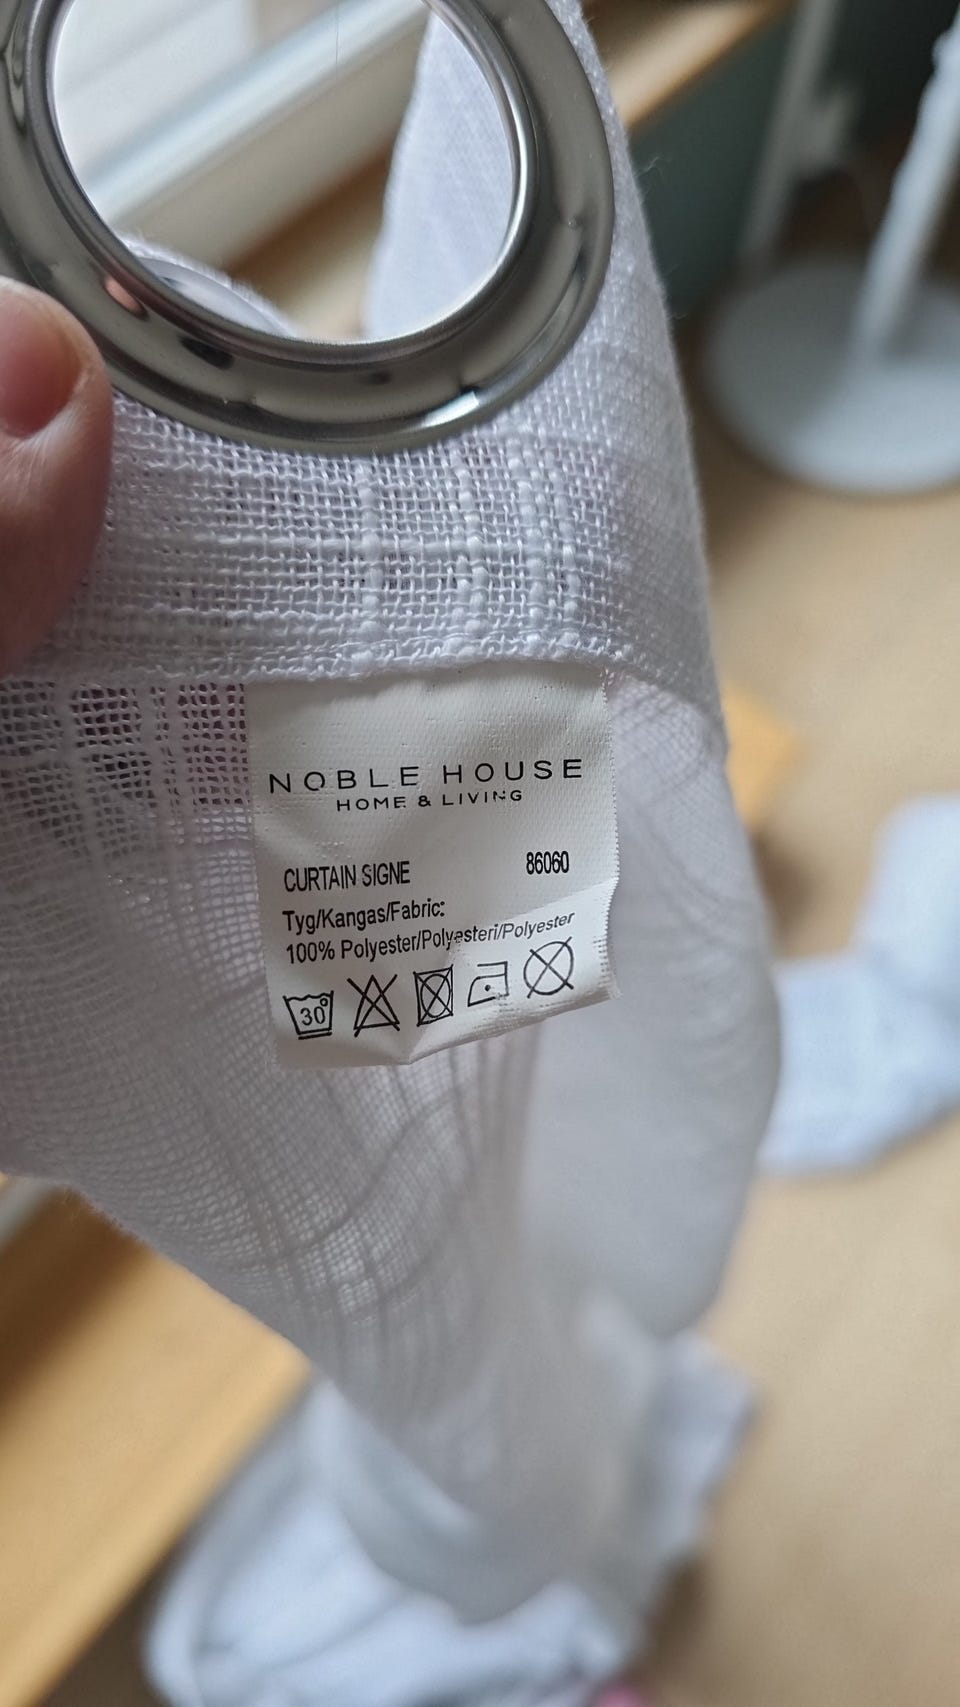 NOBLE HOUSE
HOME & LIVING
CURTAIN SIGNE 86060
Tyg/Kangas/Fabric:
100% Polyester/Polyesteri/Polyester
30°